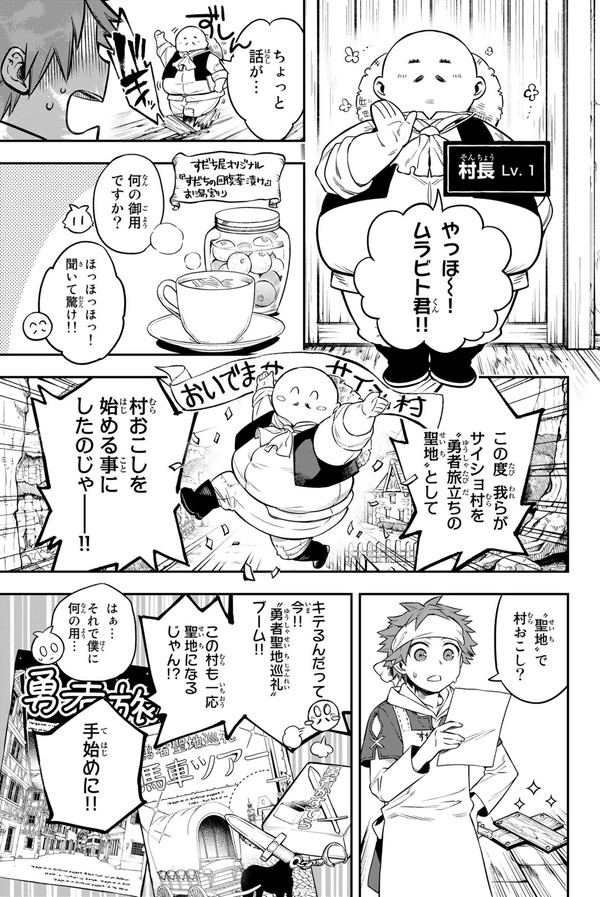 村長 Lv.1
やっほ〜!
ムラビト君!!
ちょっと
話が…
ずんずん
すだち屋オリジナル
『すだちの回復薬漬け』
お湯割り
何の御用
ですか?
ほっほっほっ!
聞いて驚け!!
おいでませ サイショ村
この度 我らが
サイショ村を
〝勇者旅立ちの
聖地〟として
村おこしを
始める事に
したのじゃ――!!
〝聖地〟で
村おこし?
キテるんだって
今!!
〝勇者聖地巡礼〟
ブーム!!
この村も一応
聖地になる
じゃん!?
はぁ…
それで僕に
何の用…
手始めに!!
勇者旅
勇者聖地巡礼
馬車ツアー